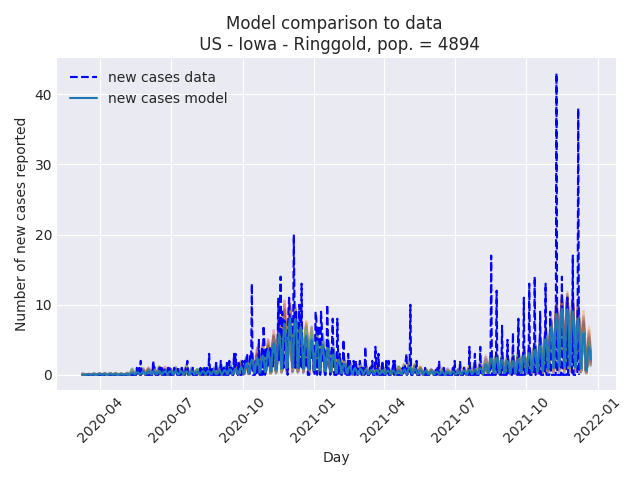 Model comparison to data
US - Iowa - Ringgold, pop. = 4894
new cases data
new cases model
Number of new cases reported
40
30
20
10
0
2020-04
2020-07
2020-10
2021-01
2021-04
2021-07
2021-10
2022-01
Day